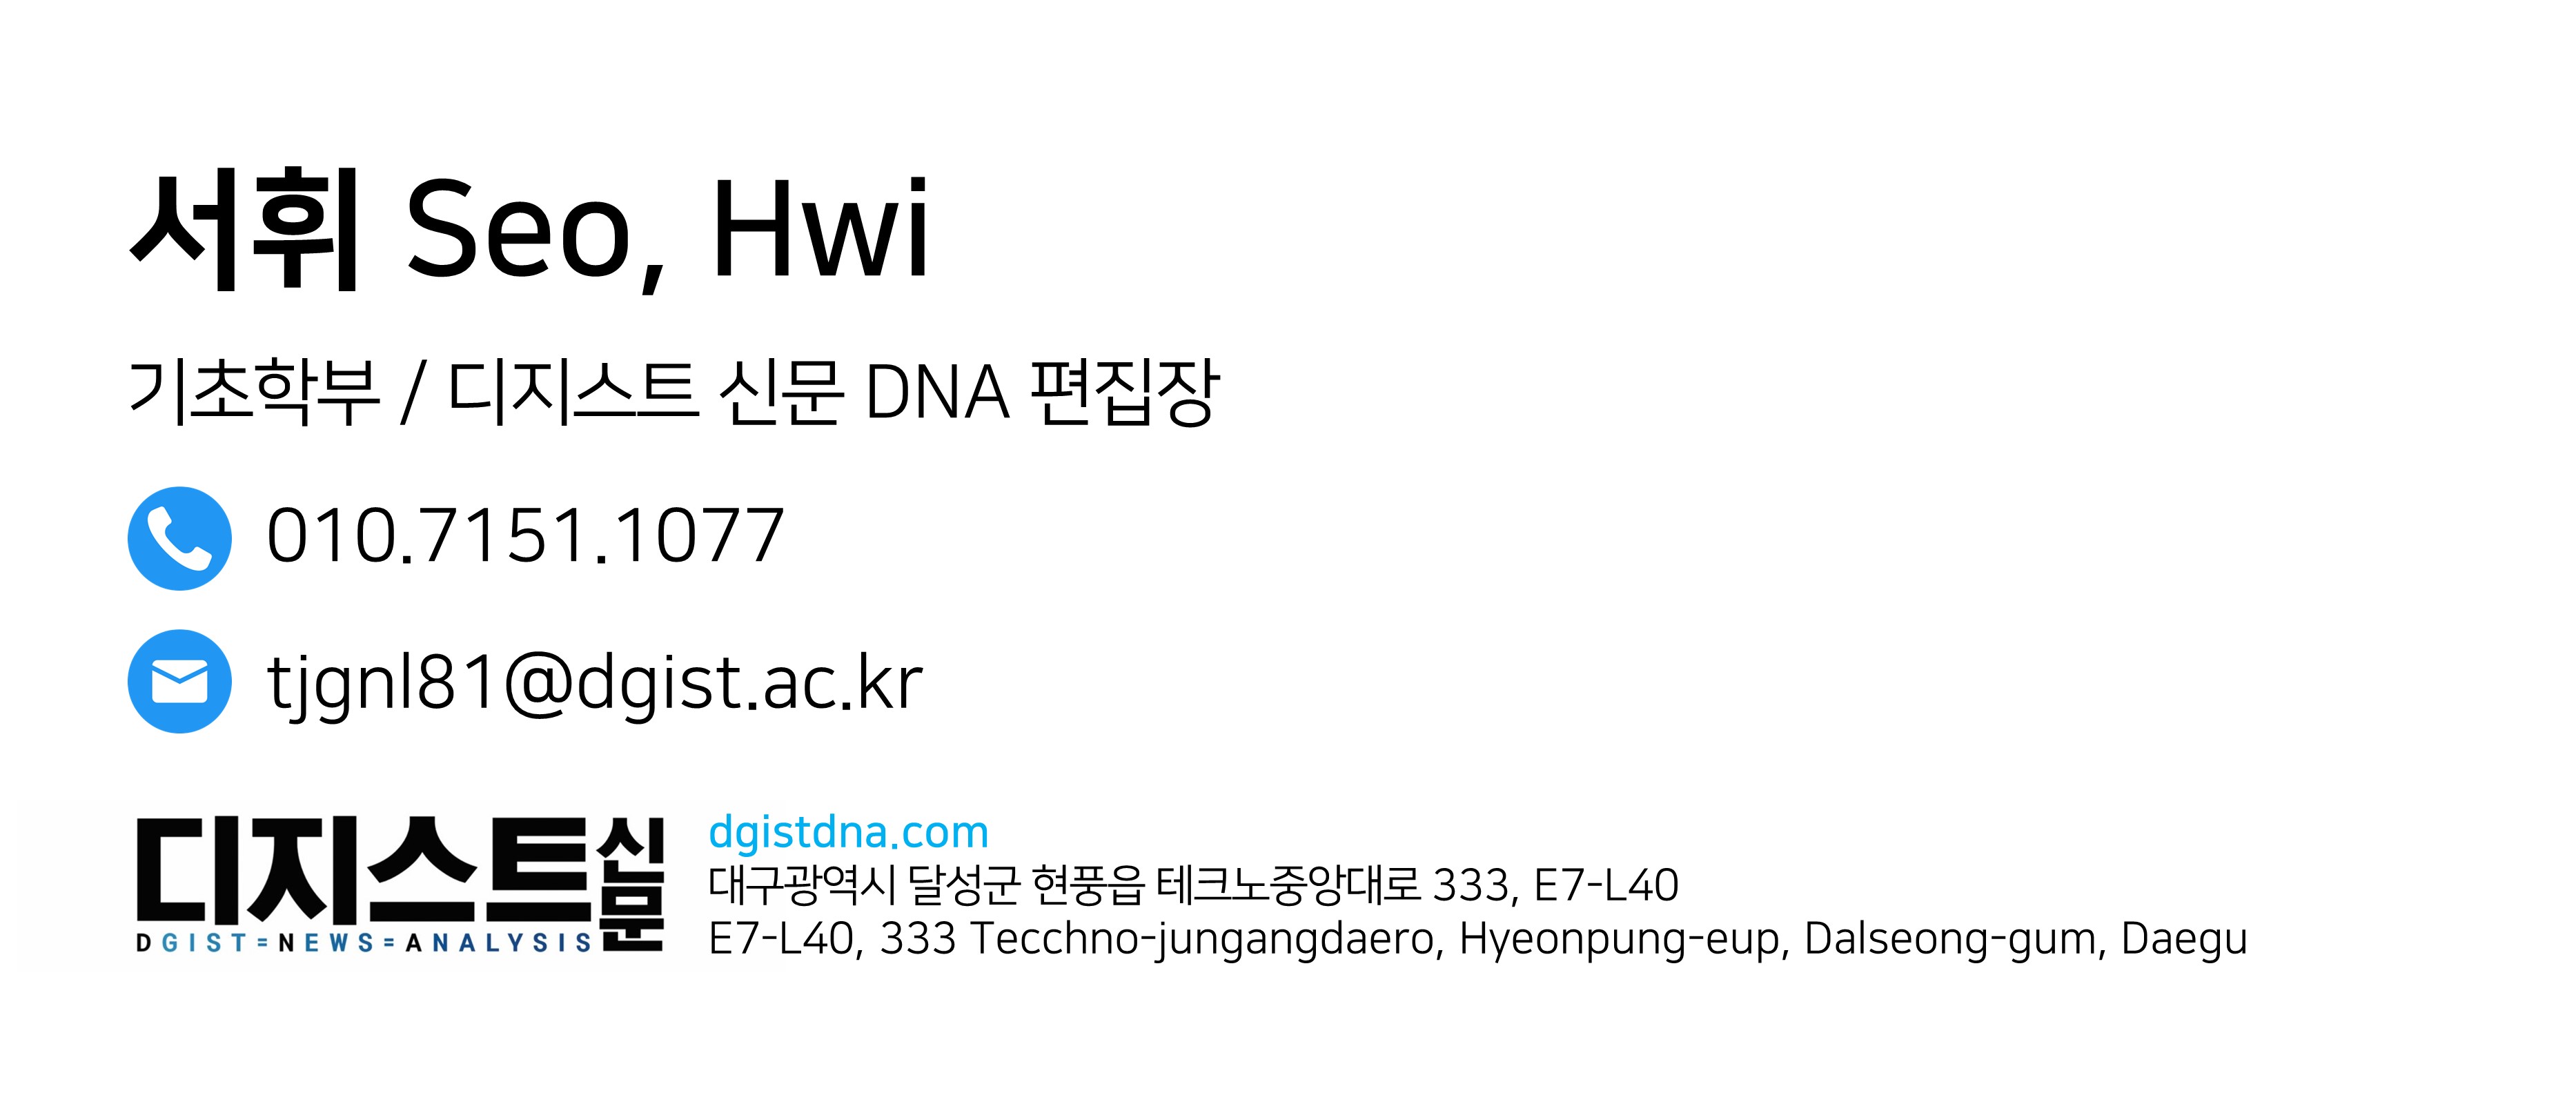 서휘 Seo, Hwi
기초학부 / 디지스트 신문 DNA 편집장
010.7151.1077
tjgnl81@dgist.ac.kr
디지스트신문
DGIST=NEWS=ANALYSIS
dgistdna.com
대구광역시 달성군 현풍읍 테크노중앙대로 333, E7-L40
E7-L40, 333 Tecchno-jungangdaero, Hyeonpung-eup, Dalseong-gum, Daegu